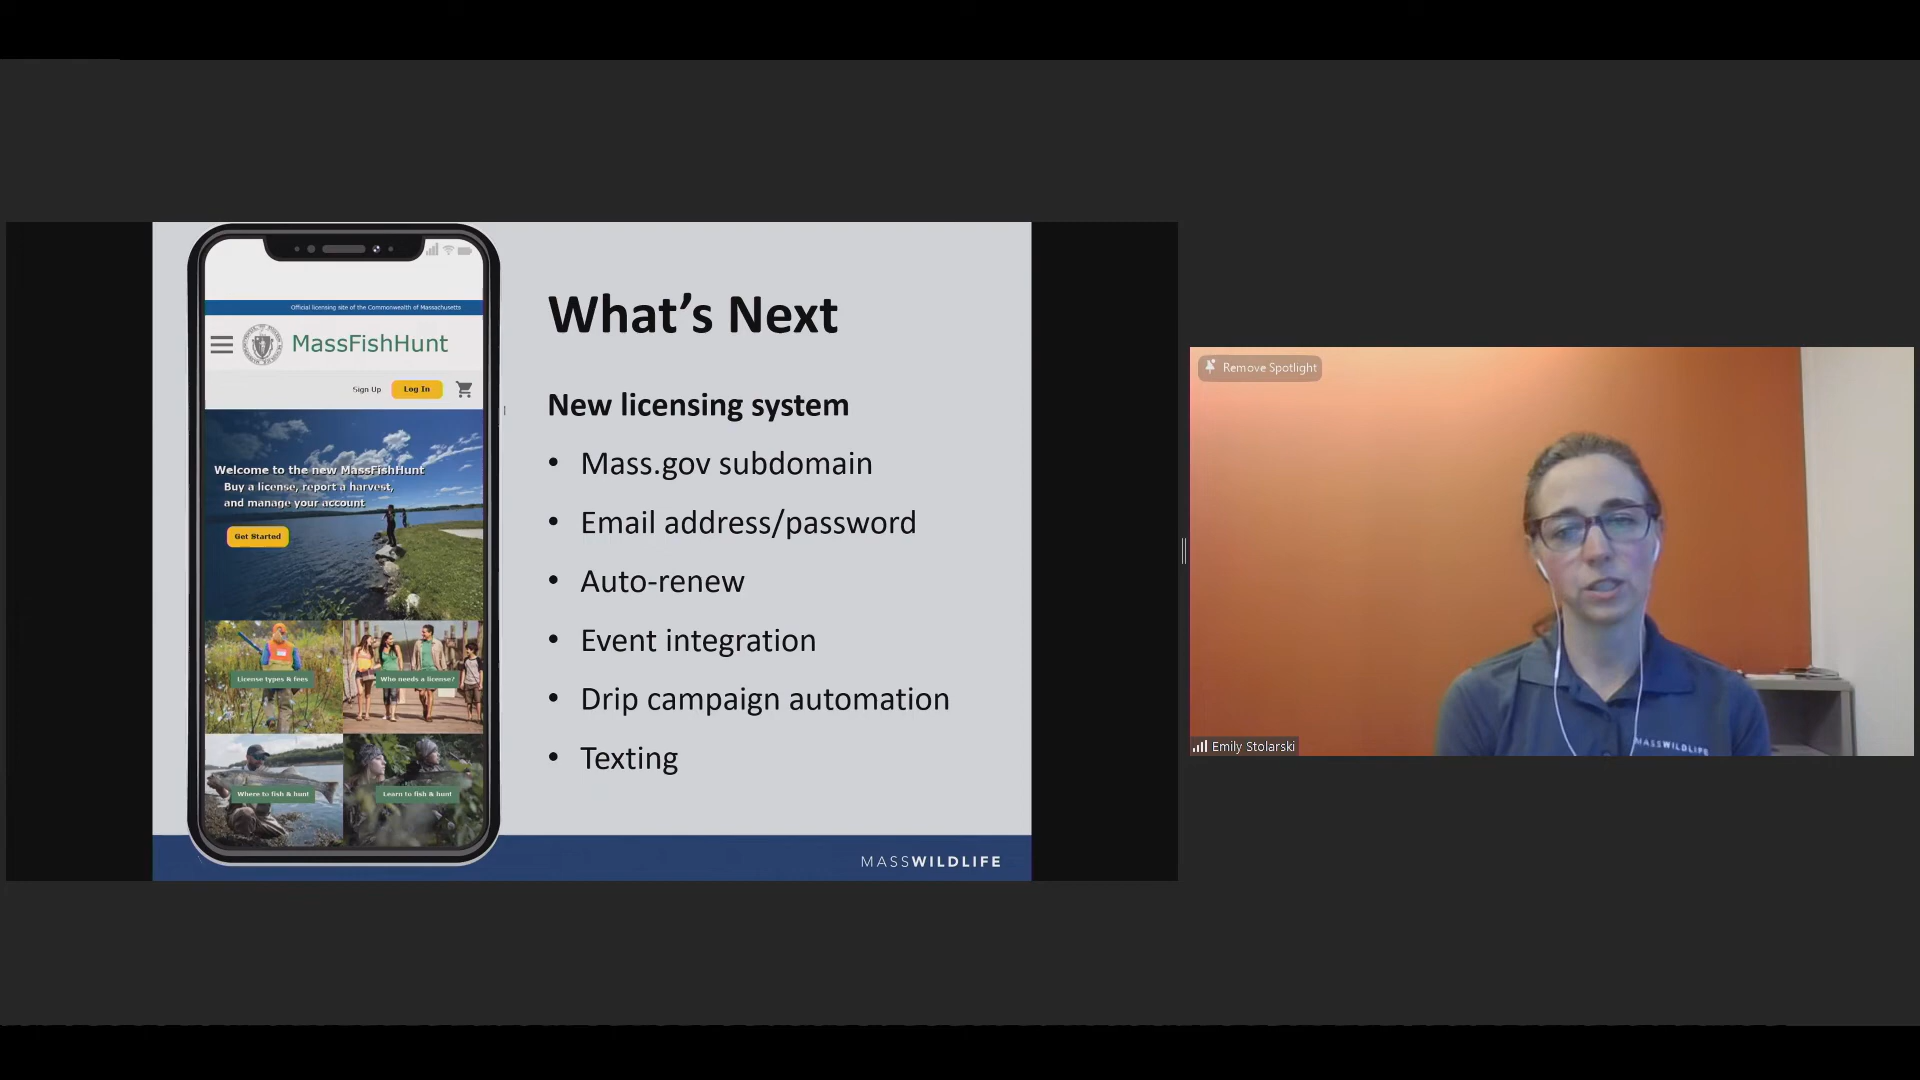 Official licensing site of the Commonwealth of Massachusetts
MassFishHunt
Sign Up
Log In
Welcome to the new MassFishHunt
Buy a license, report a harvest,
and manage your account
Get Started
License types & fees
Who needs a license?
Where to fish & hunt
Learn to fish & hunt
What’s Next
New licensing system
• Mass.gov subdomain
• Email address/password
• Auto-renew
• Event integration
• Drip campaign automation
• Texting
MASSWILDLIFE
Remove Spotlight
MASSWILDLIFE
Emily Stolarski